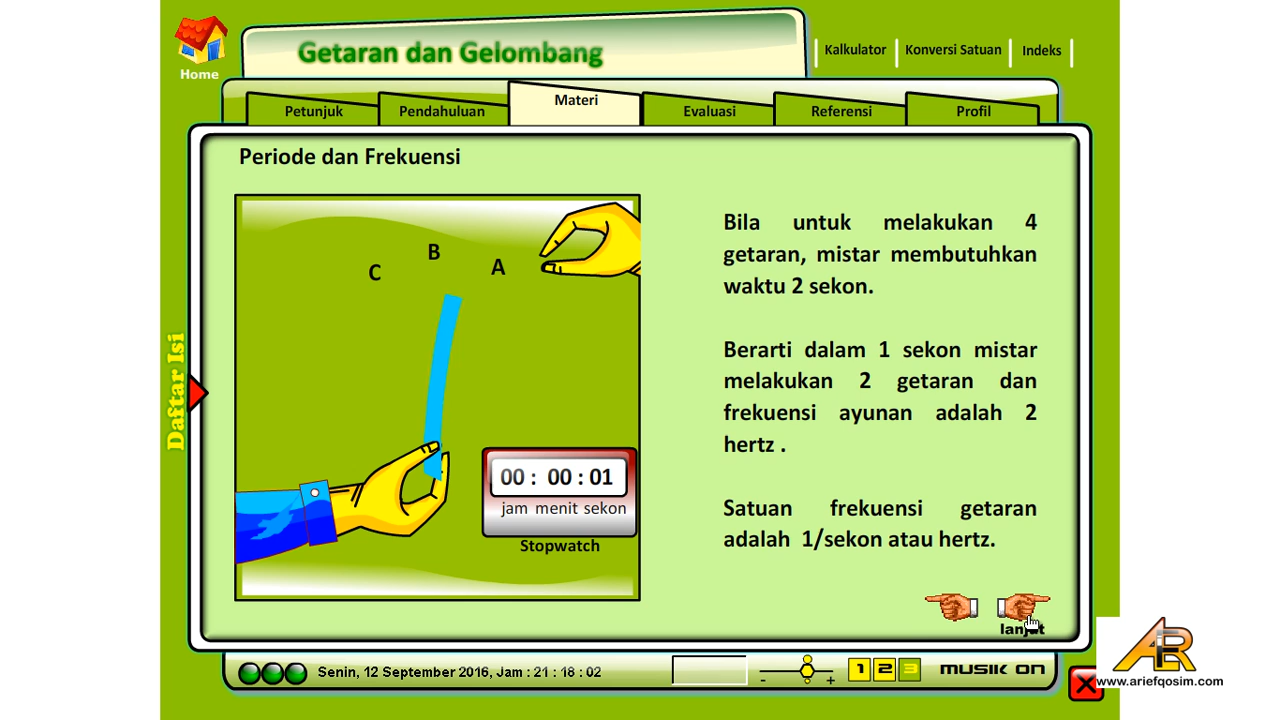 Home
Getaran dan Gelombang
Kalkulator
Konversi Satuan
Indeks
Petunjuk
Pendahuluan
Materi
Evaluasi
Referensi
Profil
Periode dan Frekuensi
Daftar Isi
C
B
A
00 : 00 : 01
jam menit sekon
Stopwatch
Bila untuk melakukan 4
getaran, mistar membutuhkan
waktu 2 sekon.
Berarti dalam 1 sekon mistar
melakukan 2 getaran dan
frekuensi ayunan adalah 2
hertz .
Satuan frekuensi getaran
adalah 1/sekon atau hertz.
lanjut
Senin, 12 September 2016, Jam : 21 : 18 : 02
- +
1 2 3
MUSIK ON
www.ariefqosim.com